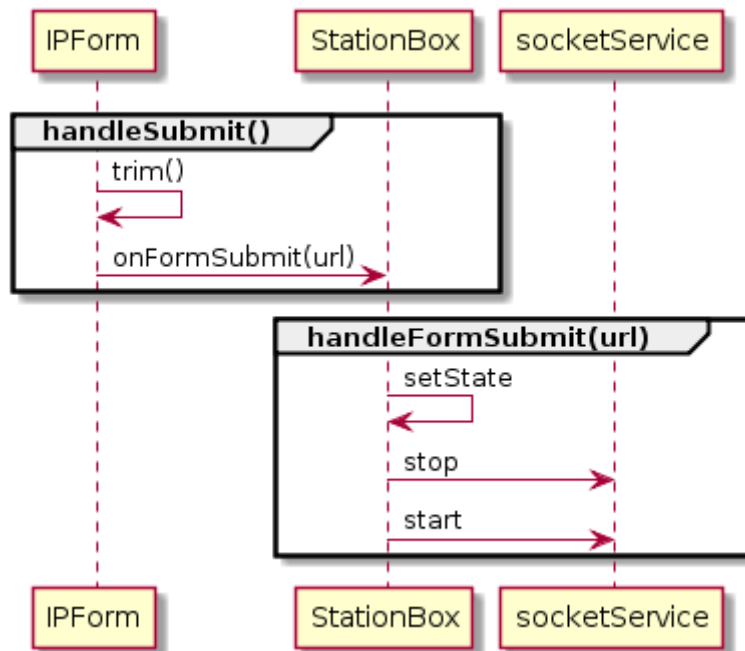 IPForm
StationBox
socketService
handleSubmit()
trim()
onFormSubmit(url)
handleFormSubmit(url)
setState
stop
start
IPForm
StationBox
socketService